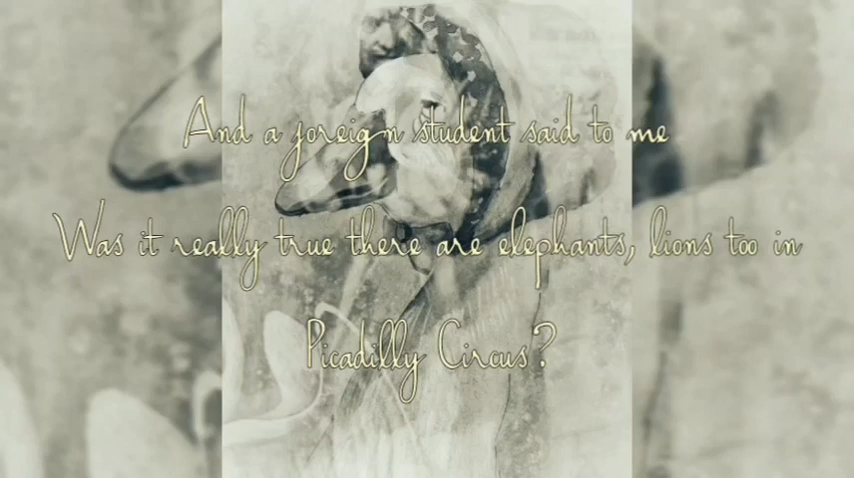 And a foreign student said to me
Was it really true there are elephants, lions too in
Picadilly Circus?